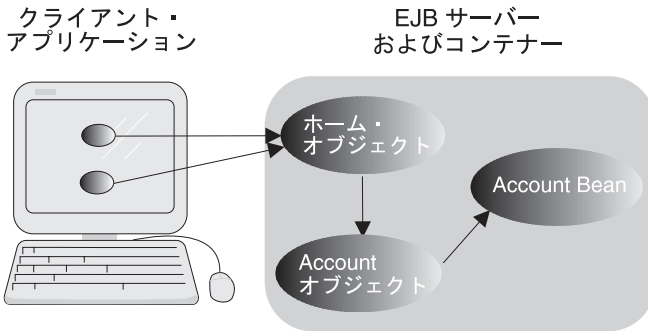 クライアント・
アプリケーション
EJB サーバー
およびコンテナー
ホーム・
オブジェクト
Account Bean
Account
オブジェクト